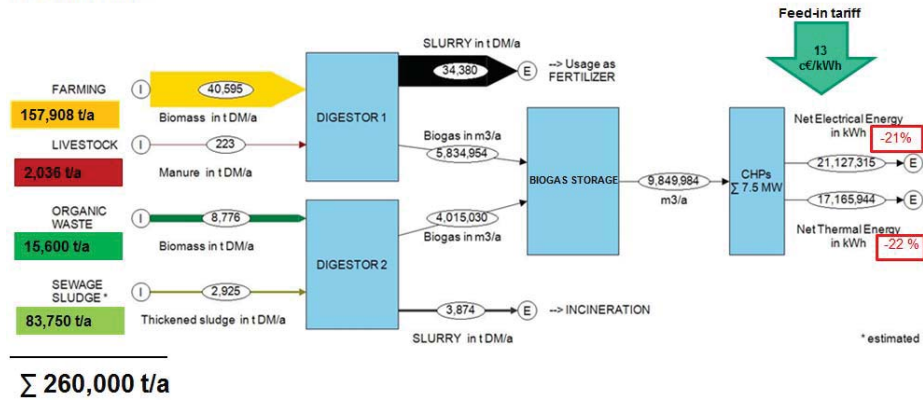 Feed-in tariff
13
c€/kWh
SLURRY in t DM/a
34,380
E
--> Usage as
FERTILIZER
FARMING
I
40,595
157,908 t/a
Biomass in t DM/a
DIGESTOR 1
LIVESTOCK
I
223
2,036 t/a
Manure in t DM/a
Biogas in m3/a
5,834,954
BIOGAS STORAGE
9,849,984
m3/a
CHPs
∑ 7.5 MW
Net Electrical Energy
in kWh
-21%
21,127,315
E
17,165,944
E
Net Thermal Energy
in kWh
-22 %
ORGANIC
WASTE
I
8,776
15,600 t/a
Biomass in t DM/a
4,015,030
Biogas in m3/a
DIGESTOR 2
SEWAGE
SLUDGE *
I
2,925
83,750 t/a
Thickened sludge in t DM/a
3,874
E
--> INCINERATION
SLURRY in t DM/a
* estimated
∑ 260,000 t/a